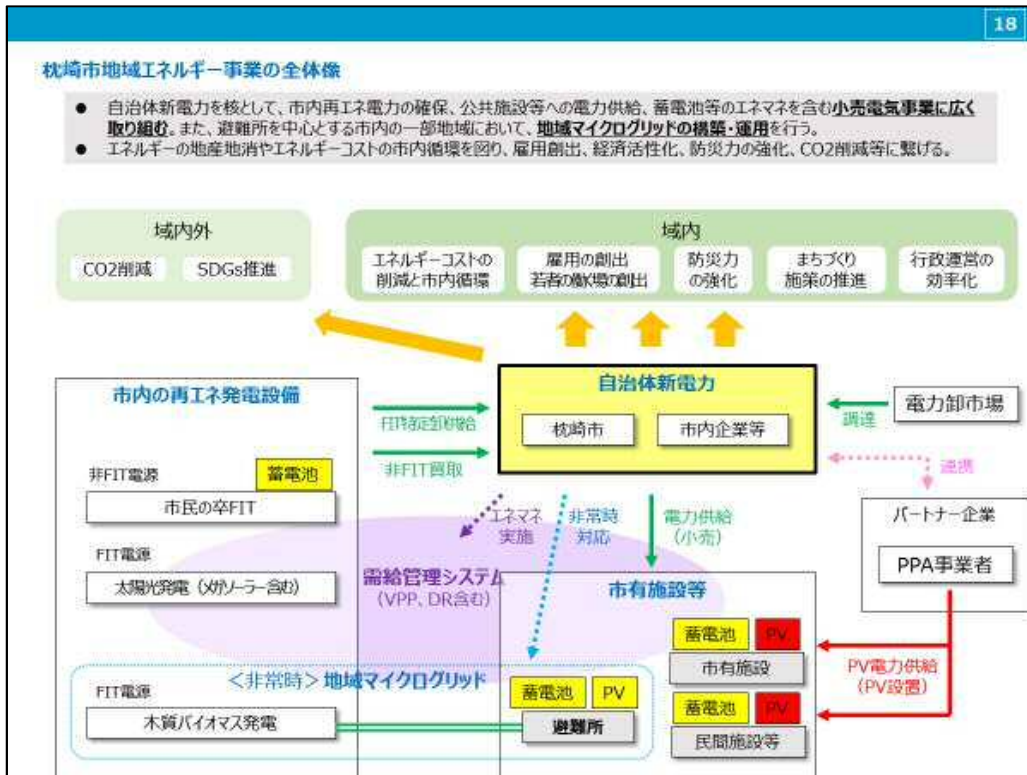 18
枕崎市地域エネルギー事業の全体像
● 自治体新電力を核として、市内再エネ電力の確保、公共施設等への電力供給、蓄電池等のエネマネを含む小売電気事業に広く
取り組む。また、避難所を中心とする市内の一部地域において、地域マイクログリッドの構築・運用を行う。
● エネルギーの地産地消やエネルギーコストの市内循環を図り、雇用創出、経済活性化、防災力の強化、CO2削減等に繋げる。
域内外
CO2削減
SDGs推進
域内
エネルギーコストの
削減と市内循環
雇用の創出
若者の職場の創出
防災力
の強化
まちづくり
施策の推進
行政運営の
効率化
市内の再エネ発電設備
非FIT電源
蓄電池
市民の卒FIT
FIT電源
太陽光発電（メガソーラー含む）
FIT電源
木質バイオマス発電
FIT特定卸供給
非FIT買取
自治体新電力
枕崎市
市内企業等
調達
電力卸市場
連携
パートナー企業
PPA事業者
エネマネ
実施
非常時
対応
電力供給
（小売）
需給管理システム
（VPP、DR含む）
市有施設等
蓄電池
PV
市有施設
蓄電池
PV
民間施設等
PV電力供給
（PV設置）
＜非常時＞地域マイクログリッド
蓄電池
PV
避難所